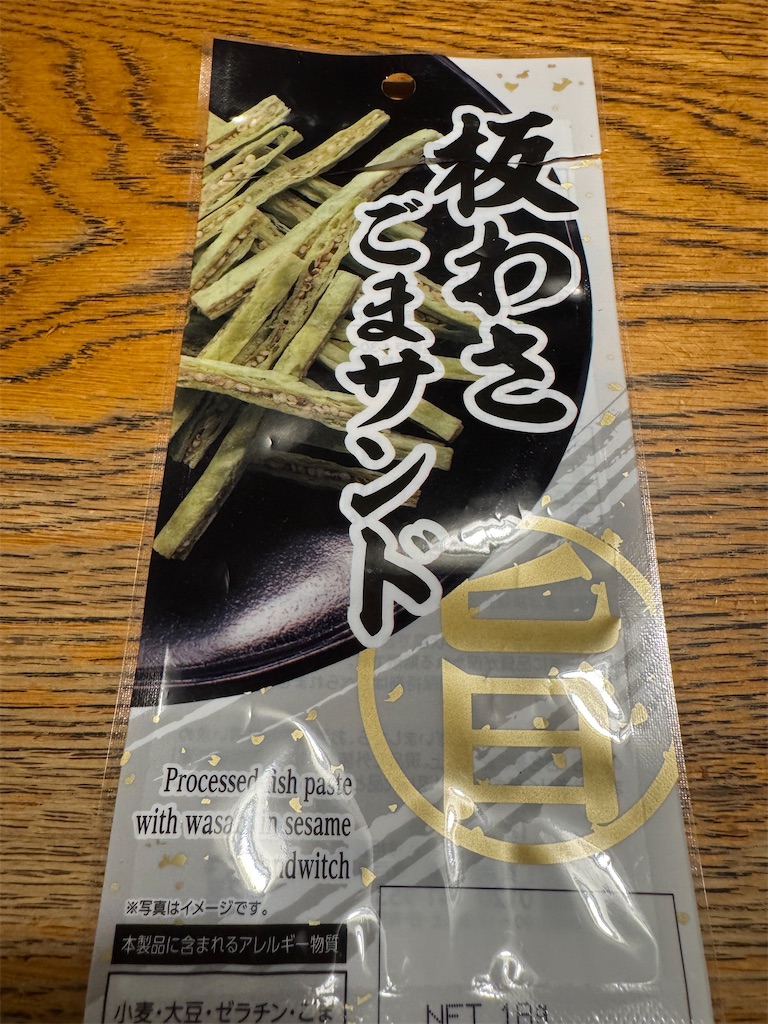 板わさ
ごまサンド
旨
Processed fish paste
with wasabi in sesame
sandwitch
※写真はイメージです。
本製品に含まれるアレルギー物質
小麦・大豆・ゼラチン・ごま
NET 18g